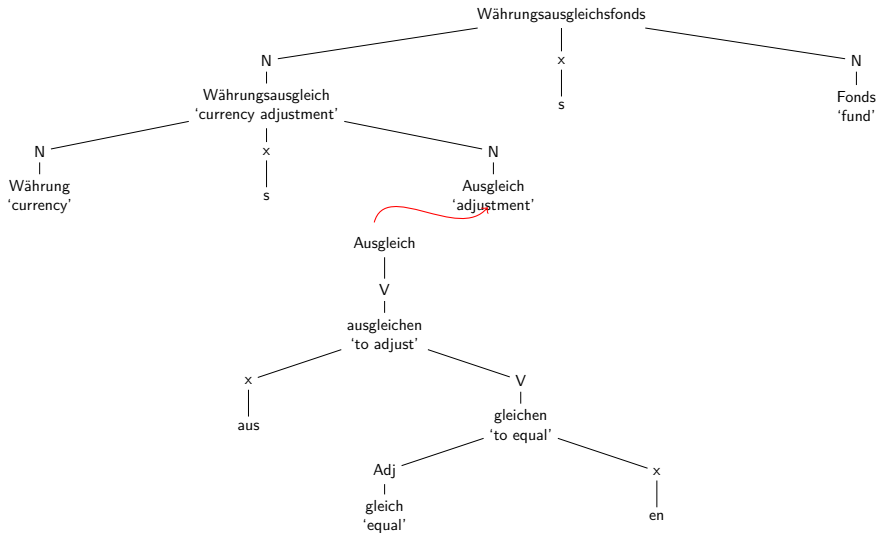 Währungsausgleichsfonds
N x N
Währungsausgleich
‘currency adjustment’
s
Fonds
‘fund’
N x N
Währung
‘currency’
s
Ausgleich
‘adjustment’
Ausgleich
V
ausgleichen
‘to adjust’
x V
aus
gleichen
‘to equal’
Adj x
gleich
‘equal’
en